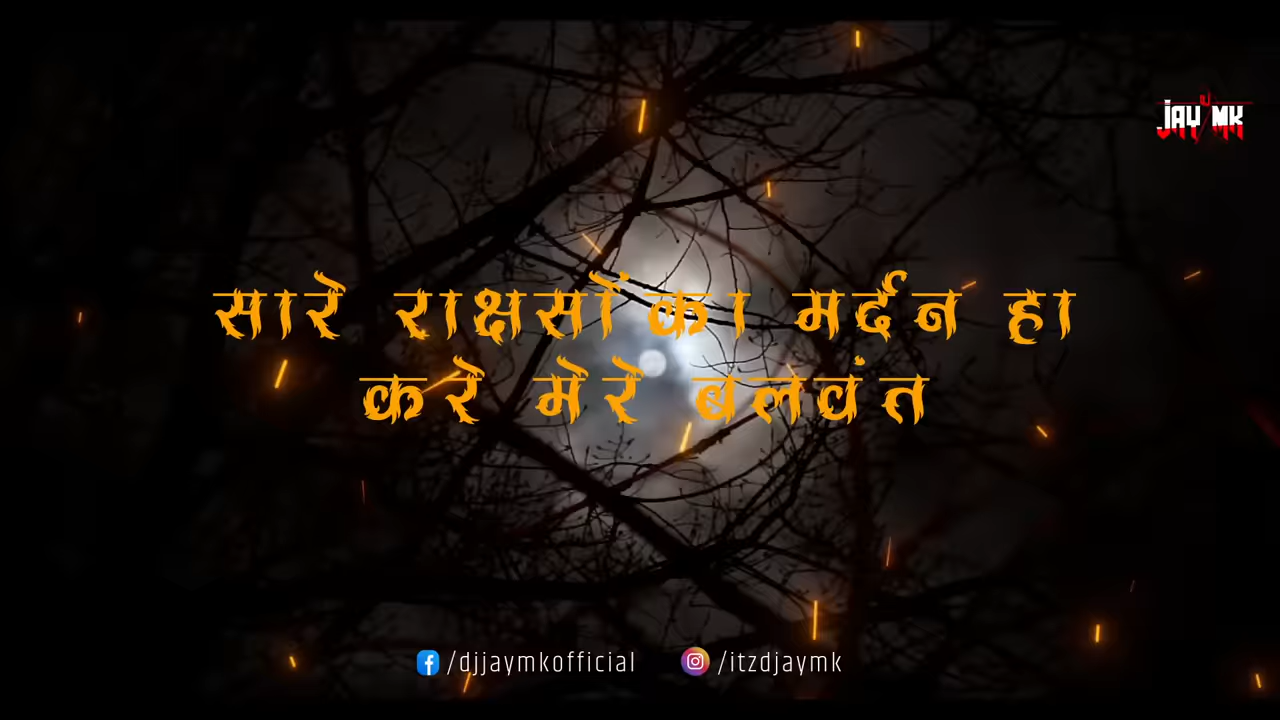 JAY MK
सारे राक्षसों का मर्दन हा
करे मेरे बलवंत
/djjaymkofficial /itzdjaymk